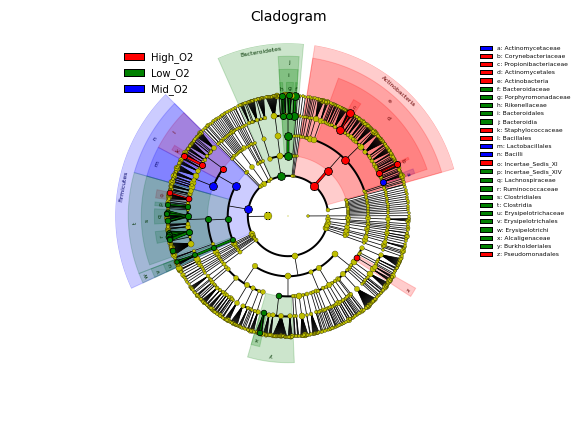 Cladogram
High_O2
Low_O2
Mid_O2
Bacteroidetes
Actinobacteria
Firmicutes
a: Actinomycetaceae
b: Corynebacteriaceae
c: Propionibacteriaceae
d: Actinomycetales
e: Actinobacteria
f: Bacteroidaceae
g: Porphyromonadaceae
h: Rikenellaceae
i: Bacteroidales
j: Bacteroidia
k: Staphylococcaceae
l: Bacillales
m: Lactobacillales
n: Bacilli
o: Incertae_Sedis_XI
p: Incertae_Sedis_XIV
q: Lachnospiraceae
r: Ruminococcaceae
s: Clostridiales
t: Clostridia
u: Erysipelotrichaceae
v: Erysipelotrichales
w: Erysipelotrichi
x: Alcaligenaceae
y: Burkholderiales
z: Pseudomonadales